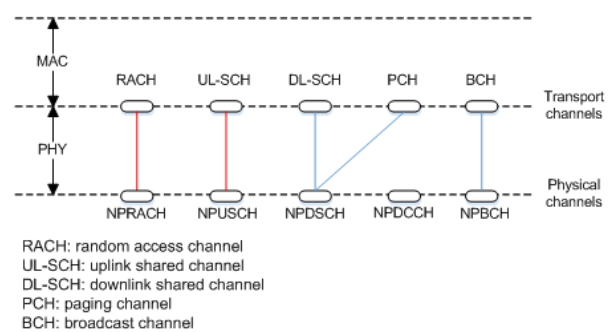 MAC
RACH UL-SCH DL-SCH PCH BCH
Transport
channels
PHY
Physical
channels
NPRACH NPUSCH NPDSCH NPDCCH NPBCH
RACH: random access channel
UL-SCH: uplink shared channel
DL-SCH: downlink shared channel
PCH: paging channel
BCH: broadcast channel